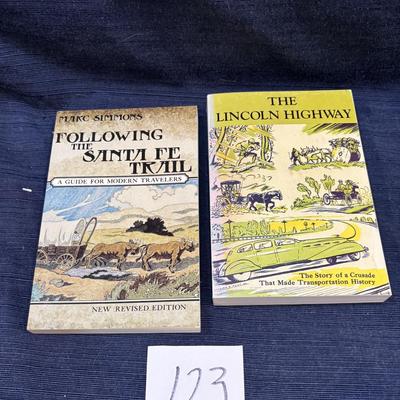 MARC SIMMONS
FOLLOWING
THE
SANTA FE
TRAIL
A GUIDE FOR MODERN TRAVELERS
NEW REVISED EDITION
THE
LINCOLN HIGHWAY
The Story of a Crusade
That Made Transportation History
123